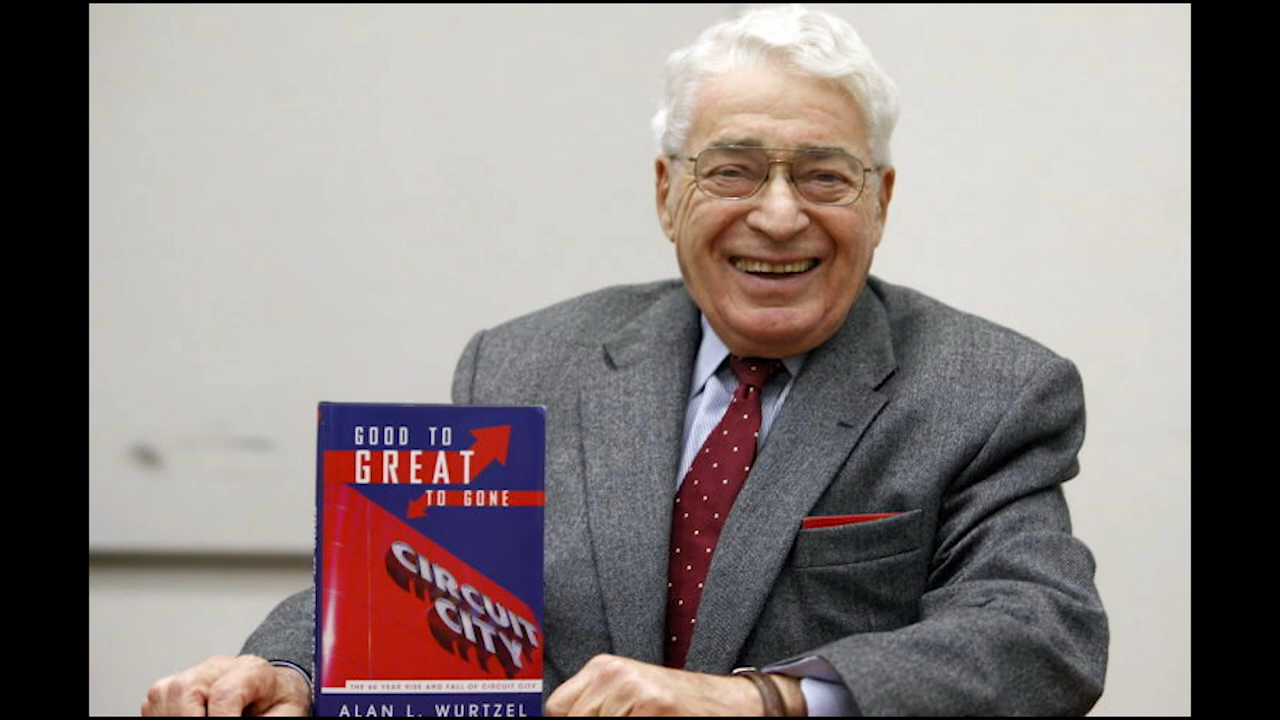 GOOD TO
GREAT
TO GONE
CIRCUIT
CITY
THE 60 YEAR RISE AND FALL OF CIRCUIT CITY
ALAN L. WURTZEL